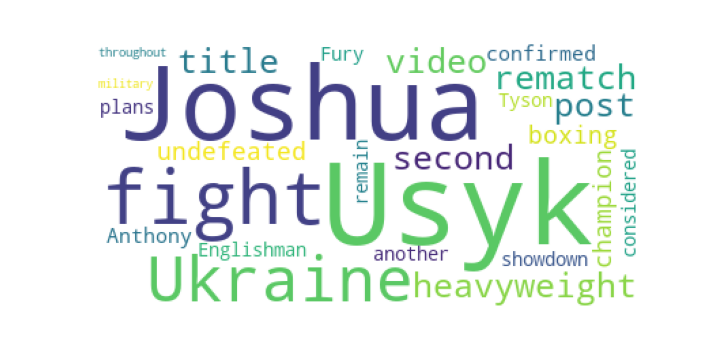 throughout
title
Fury
video
confirmed
military
Joshua
rematch
plans
Tyson
post
undefeated
remain
second
boxing
fight
Usyk
champion
considered
Anthony
Englishman
another
showdown
Ukraine
heavyweight